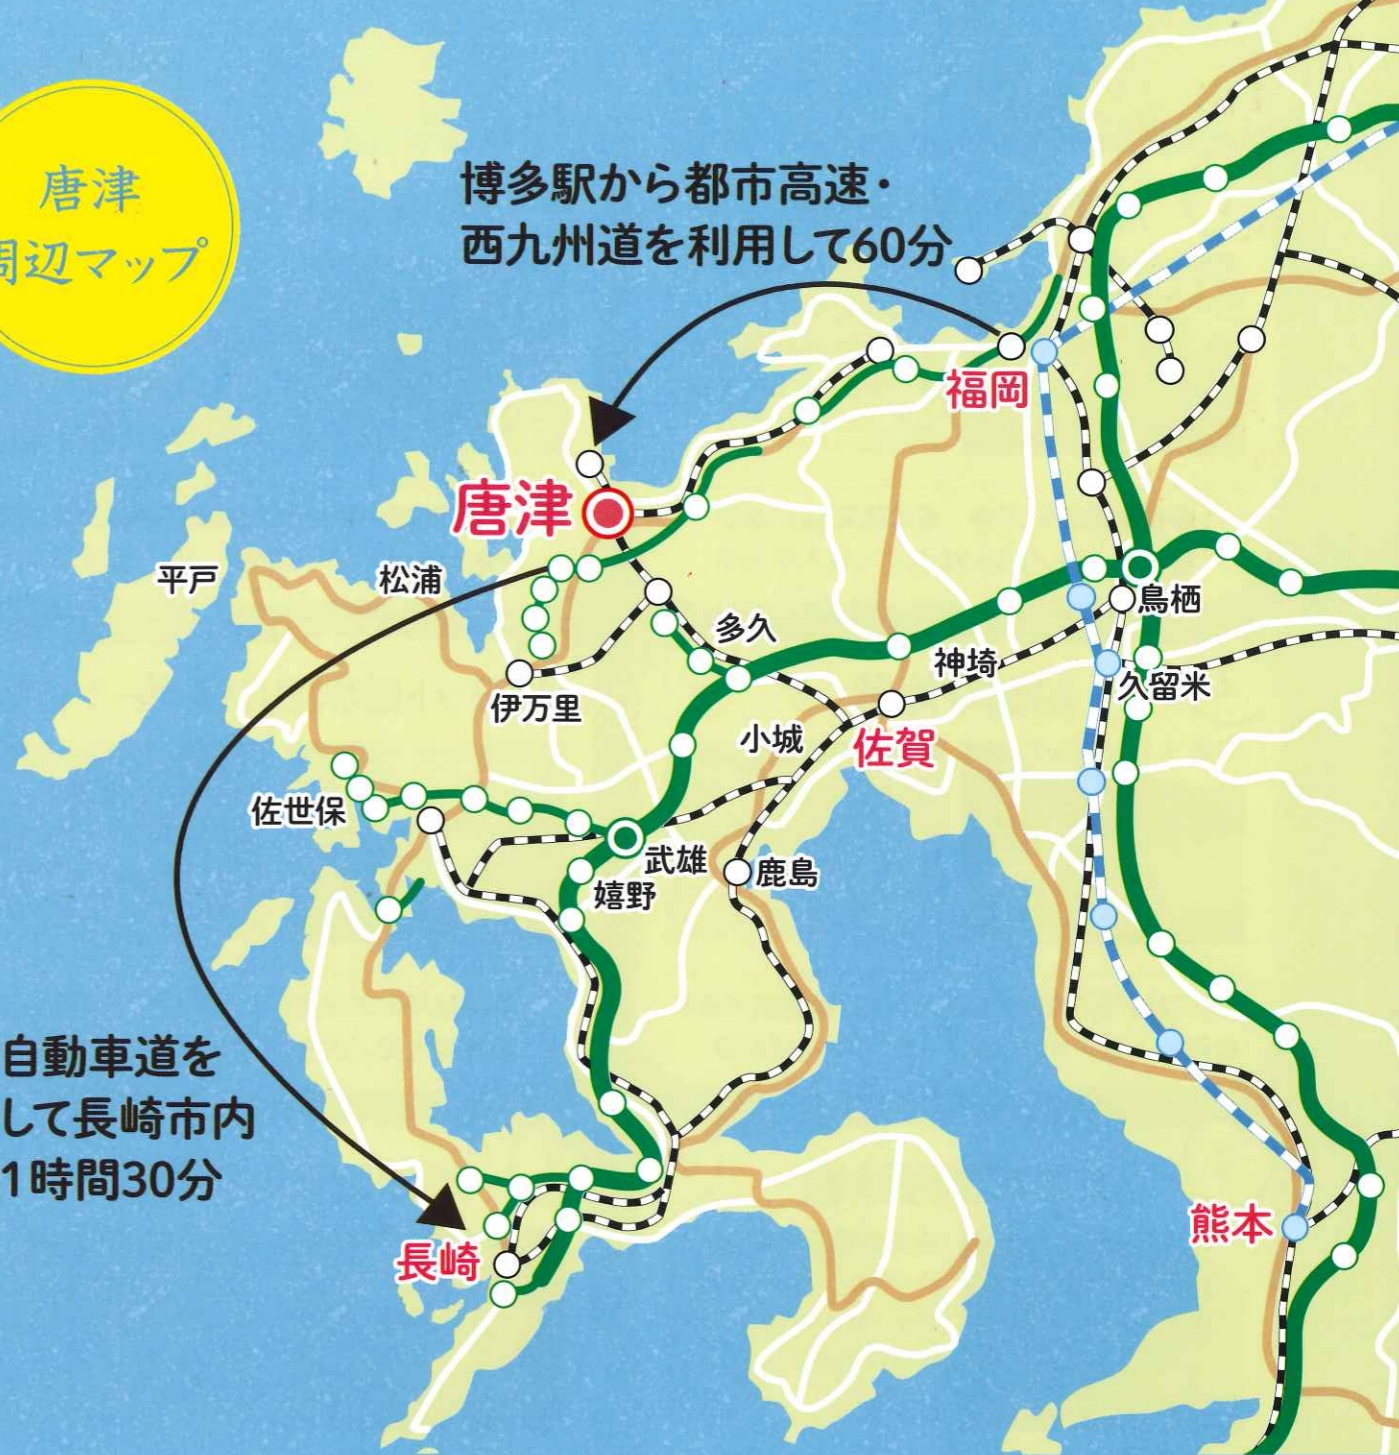 唐津
周辺マップ
博多駅から都市高速・
西九州道を利用して60分
福岡
唐津
平戸
松浦
多久
鳥栖
神埼
久留米
伊万里
小城
佐賀
佐世保
武雄
鹿島
嬉野
自動車道を
して長崎市内
1時間30分
熊本
長崎